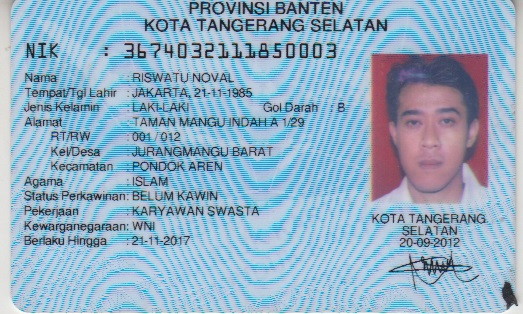 PROVINSI BANTEN
KOTA TANGERANG SELATAN
NIK : 3674032111850003
Nama : RISWATU NOVAL
Tempat/Tgl Lahir : JAKARTA, 21-11-1985
Jenis Kelamin : LAKI-LAKI Gol.Darah : B
Alamat : TAMAN MANGU INDAH A 1/29
RT/RW : 001 / 012
Kel/Desa : JURANGMANGU BARAT
Kecamatan : PONDOK AREN
Agama : ISLAM
Status Perkawinan: BELUM KAWIN
Pekerjaan : KARYAWAN SWASTA
Kewarganegaraan: WNI
Berlaku Hingga : 21-11-2017
KOTA TANGERANG
SELATAN
20-09-2012